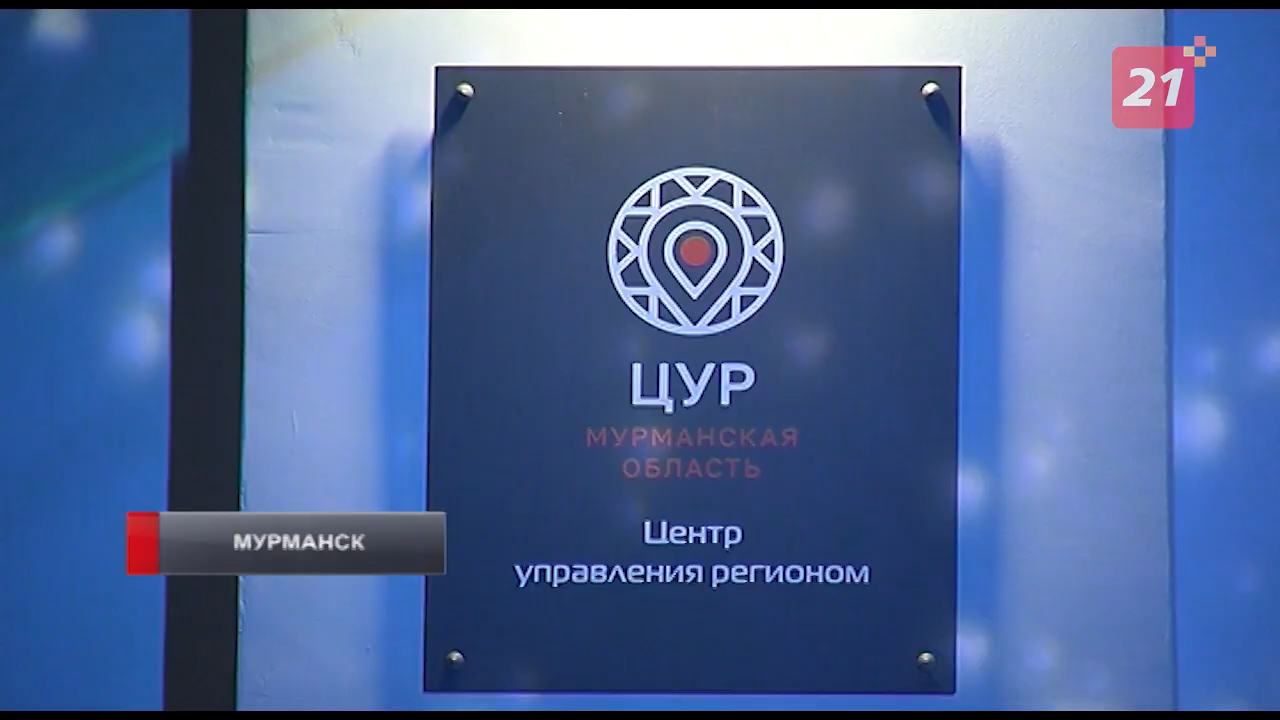 21
ЦУР
МУРМАНСКАЯ
ОБЛАСТЬ
Центр
управления регионом
МУРМАНСК